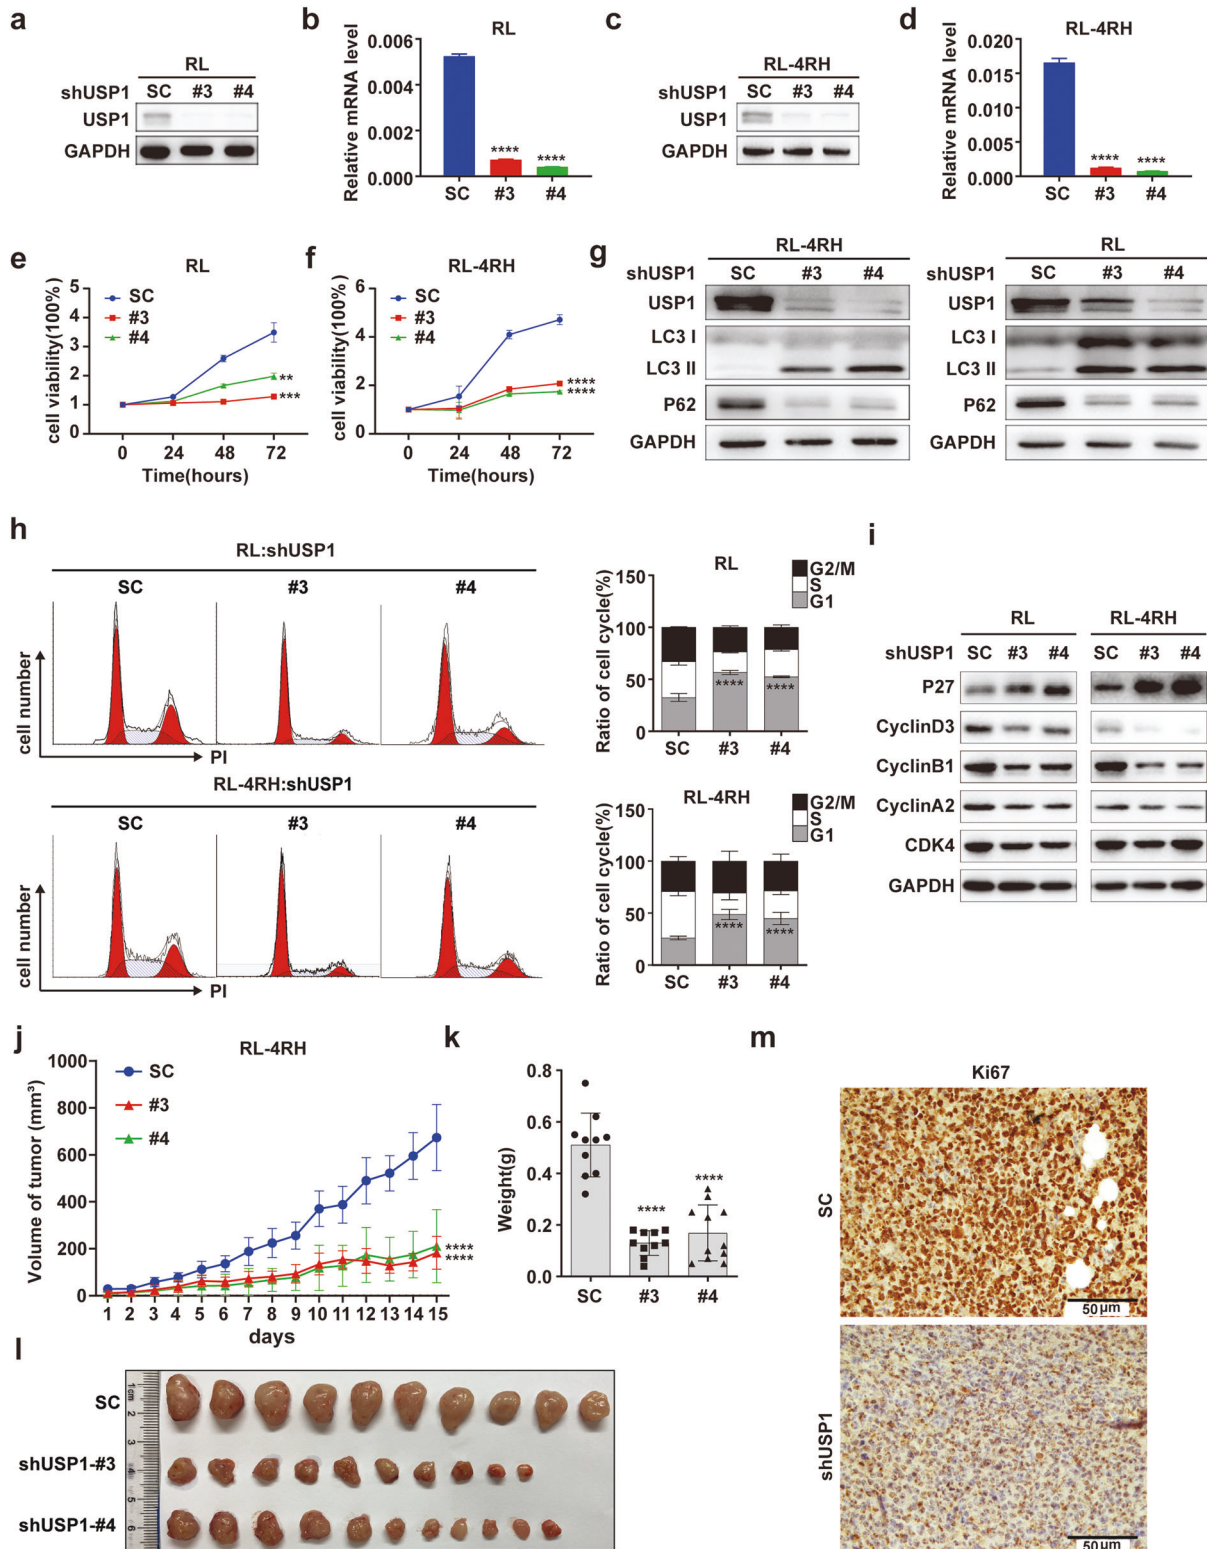 a
RL
shUSP1 SC #3 #4
USP1
GAPDH
b
RL
Relative mRNA level
0.006
0.004
0.002
0.000
**** ****
SC #3 #4
c
RL-4RH
shUSP1 SC #3 #4
USP1
GAPDH
d
RL-4RH
Relative mRNA level
0.020
0.015
0.010
0.005
0.000
**** ****
SC #3 #4
e
RL
cell viability(100%)
5
4
3
2
1
0
SC
#3
#4
**
***
0 24 48 72
Time(hours)
f
RL-4RH
cell viability(100%)
6
4
2
0
SC
#3
#4
****
****
0 24 48 72
Time(hours)
g
RL-4RH
shUSP1 SC #3 #4
USP1
LC3 I
LC3 II
P62
GAPDH
RL
shUSP1 SC #3 #4
USP1
LC3 I
LC3 II
P62
GAPDH
h
RL:shUSP1
SC #3 #4
cell number
PI
RL-4RH:shUSP1
SC #3 #4
cell number
PI
RL
G2/M
S
G1
Ratio of cell cycle(%)
150
100
50
0
**** ****
SC #3 #4
RL-4RH
G2/M
S
G1
Ratio of cell cycle(%)
150
100
50
0
**** ****
SC #3 #4
i
RL RL-4RH
shUSP1 SC #3 #4 SC #3 #4
P27
CyclinD3
CyclinB1
CyclinA2
CDK4
GAPDH
j
RL-4RH
Volume of tumor (mm³)
1000
800
600
400
200
0
SC
#3
#4
****
****
1 2 3 4 5 6 7 8 9 10 11 12 13 14 15
days
k
Weight(g)
0.8
0.6
0.4
0.2
0.0
**** ****
SC #3 #4
l
SC
shUSP1-#3
shUSP1-#4
1 cm
2
3
4
5
6
m
Ki67
SC
50 μm
shUSP1
50 μm